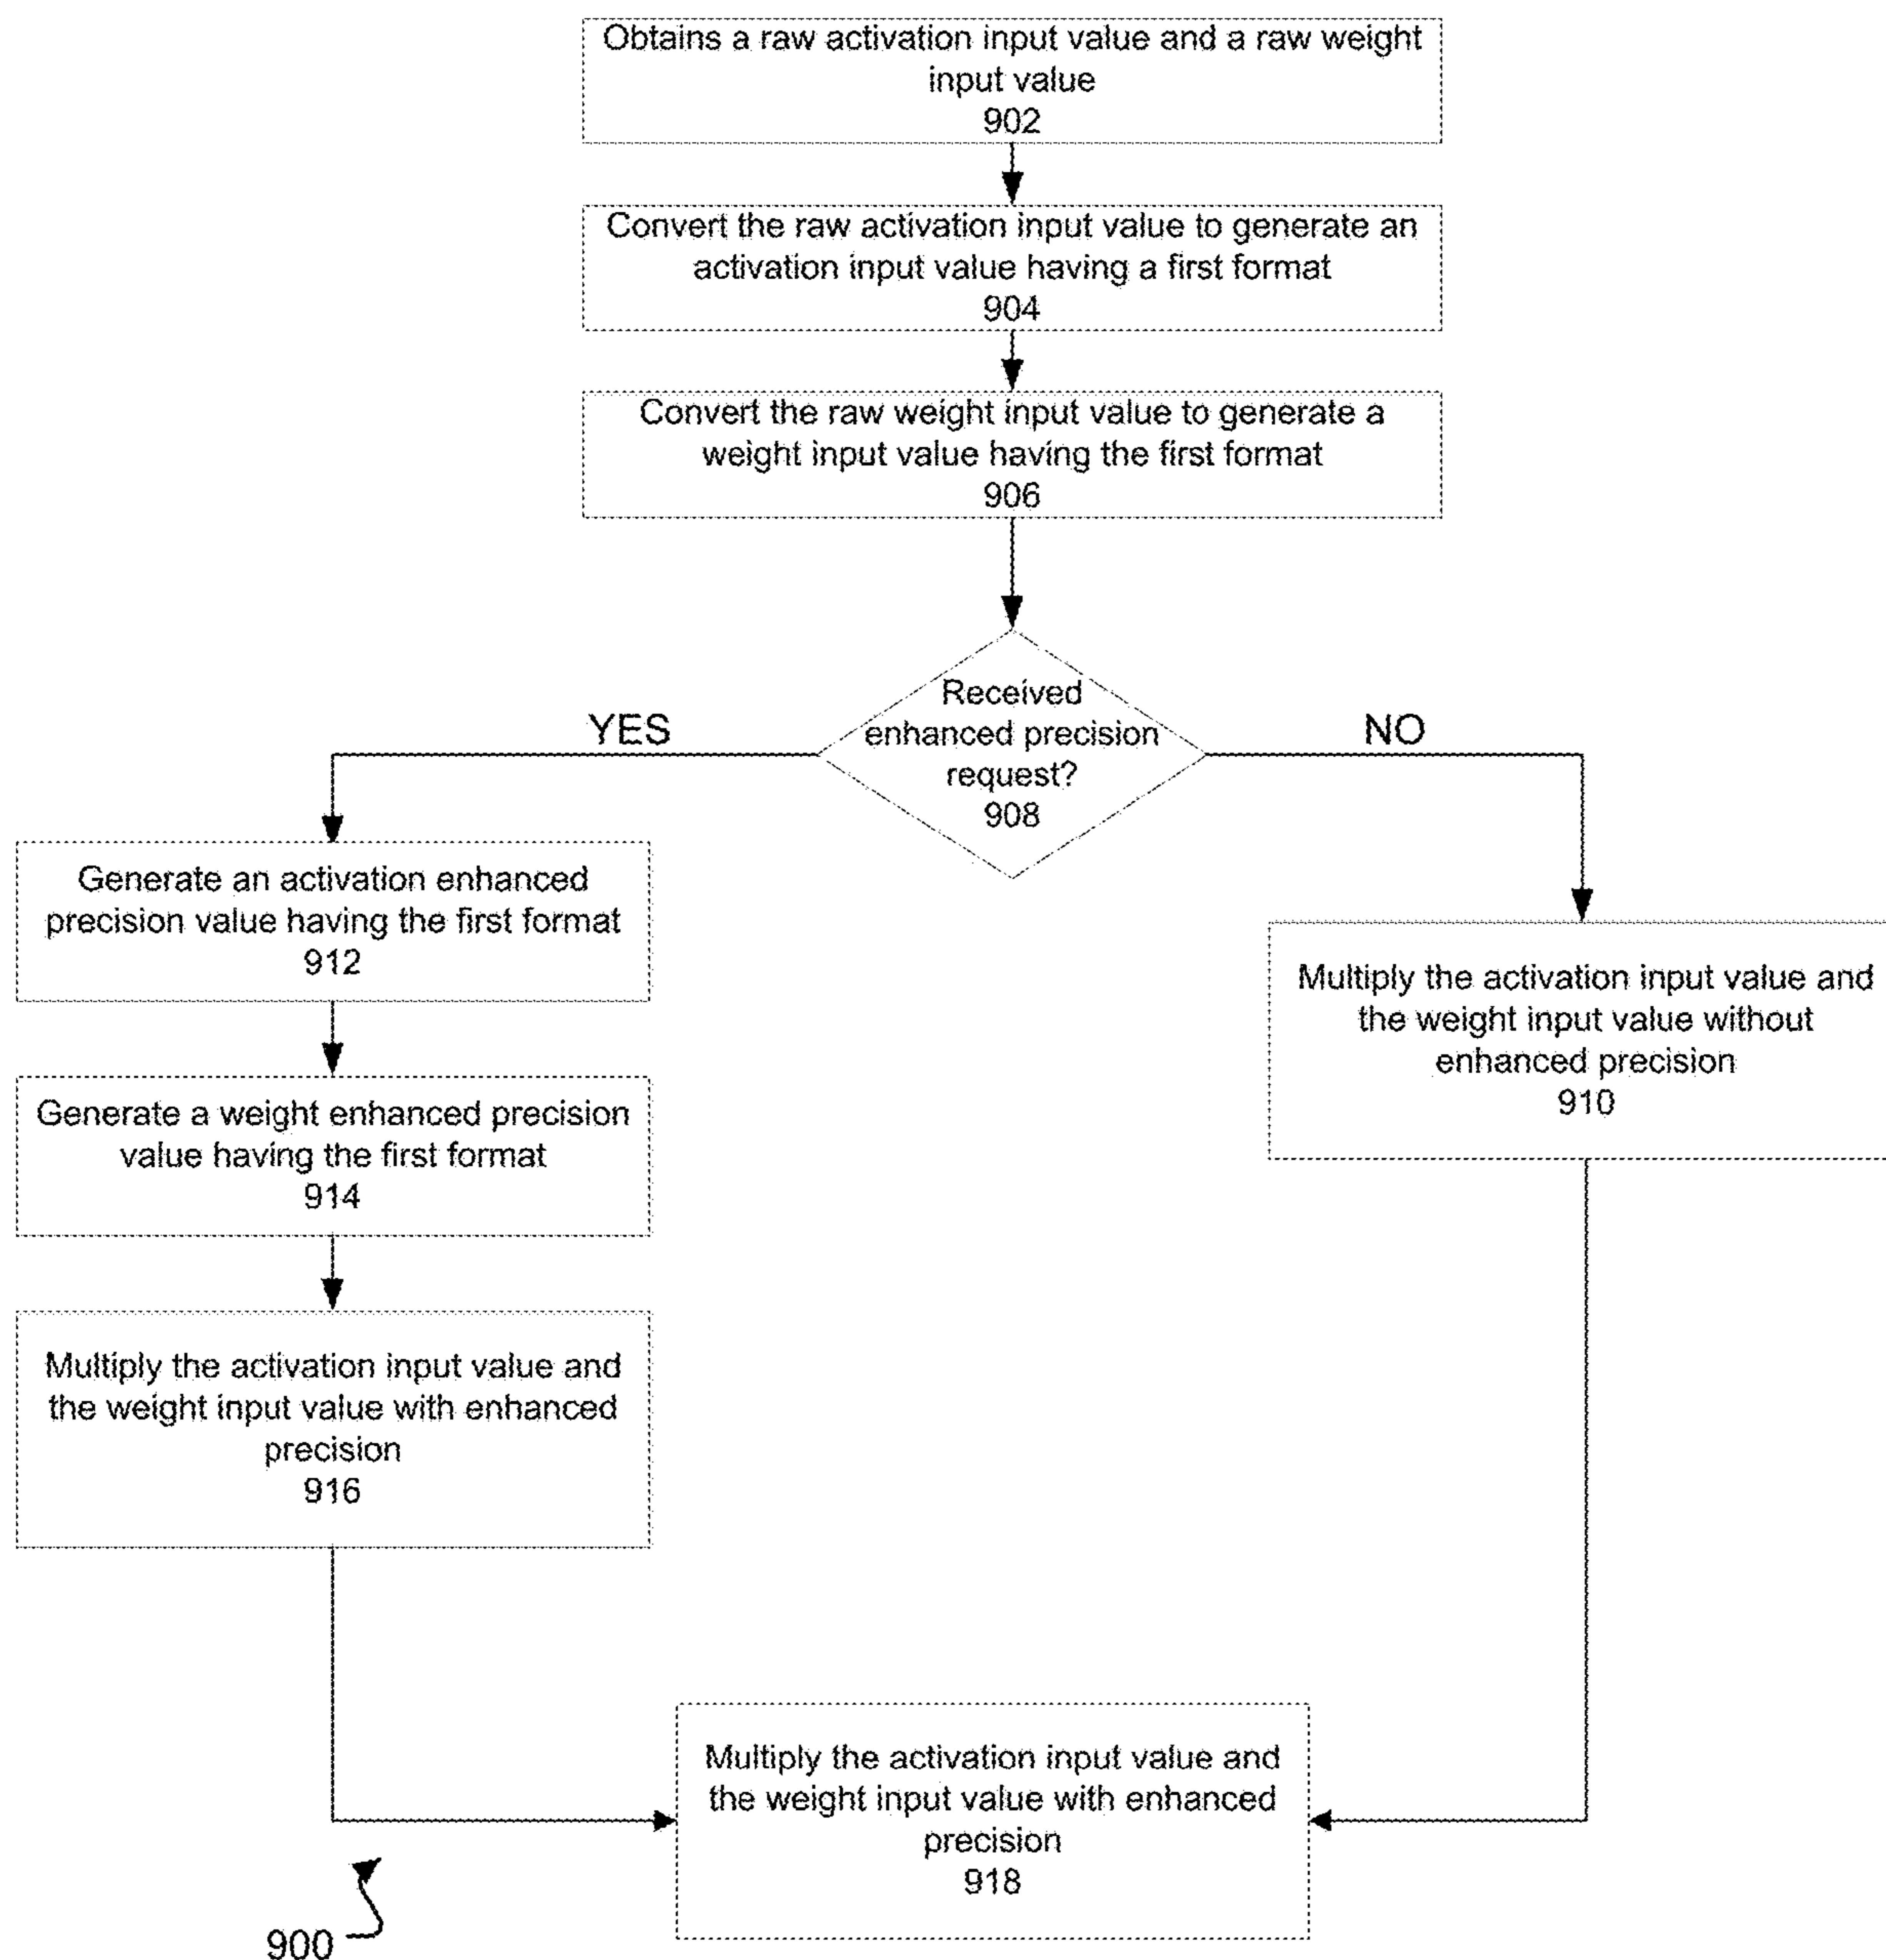 Obtains a raw activation input value and a raw weight
input value
902
Convert the raw activation input value to generate an
activation input value having a first format
904
Convert the raw weight input value to generate a
weight input value having the first format
906
Received
enhanced precision
request?
908
YES
NO
Generate an activation enhanced
precision value having the first format
912
Generate a weight enhanced precision
value having the first format
914
Multiply the activation input value and
the weight input value with enhanced
precision
916
Multiply the activation input value and
the weight input value without
enhanced precision
910
Multiply the activation input value and
the weight input value with enhanced
precision
918
900